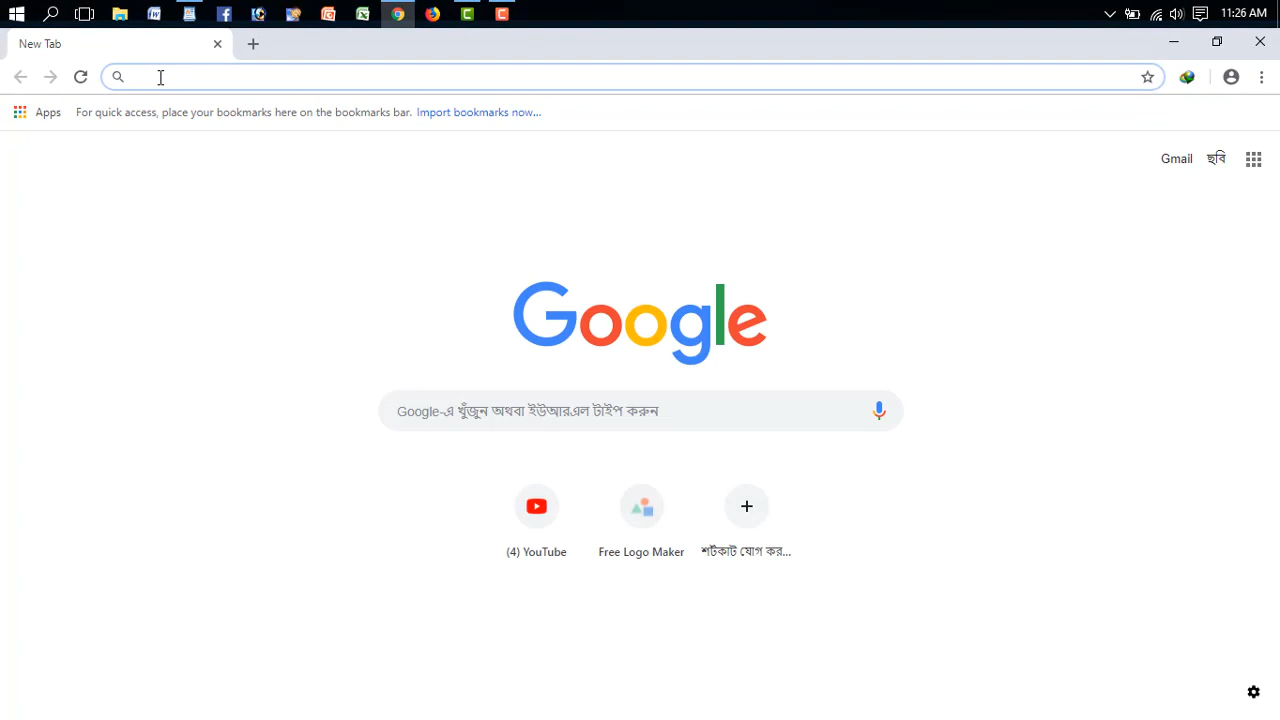 11:26 AM
New Tab
Apps For quick access, place your bookmarks here on the bookmarks bar. Import bookmarks now...
Gmail ছবি
Google
Google-এ খুঁজুন অথবা ইউআরএল টাইপ করুন
(4) YouTube Free Logo Maker শর্টকাট যোগ কর...